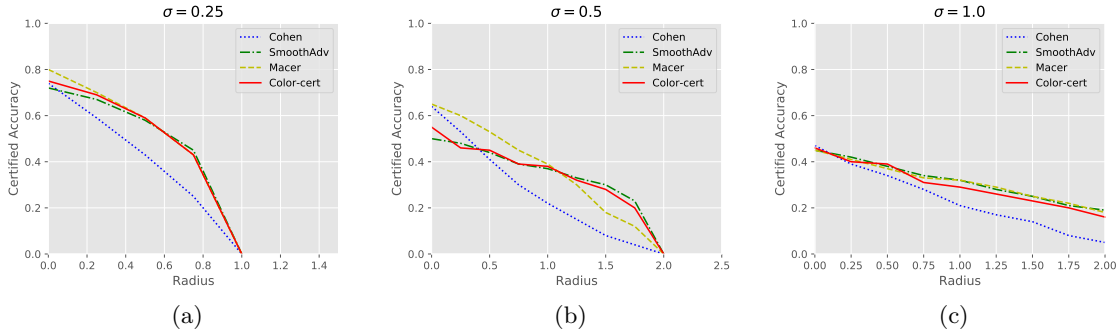 σ = 0.25
1.0
0.8
0.6
0.4
0.2
0.0
Certified Accuracy
Cohen
SmoothAdv
Macer
Color-cert
0.0 0.2 0.4 0.6 0.8 1.0 1.2 1.4
Radius
(a)
σ = 0.5
1.0
0.8
0.6
0.4
0.2
0.0
Certified Accuracy
Cohen
SmoothAdv
Macer
Color-cert
0.0 0.5 1.0 1.5 2.0 2.5
Radius
(b)
σ = 1.0
1.0
0.8
0.6
0.4
0.2
0.0
Certified Accuracy
Cohen
SmoothAdv
Macer
Color-cert
0.00 0.25 0.50 0.75 1.00 1.25 1.50 1.75 2.00
Radius
(c)